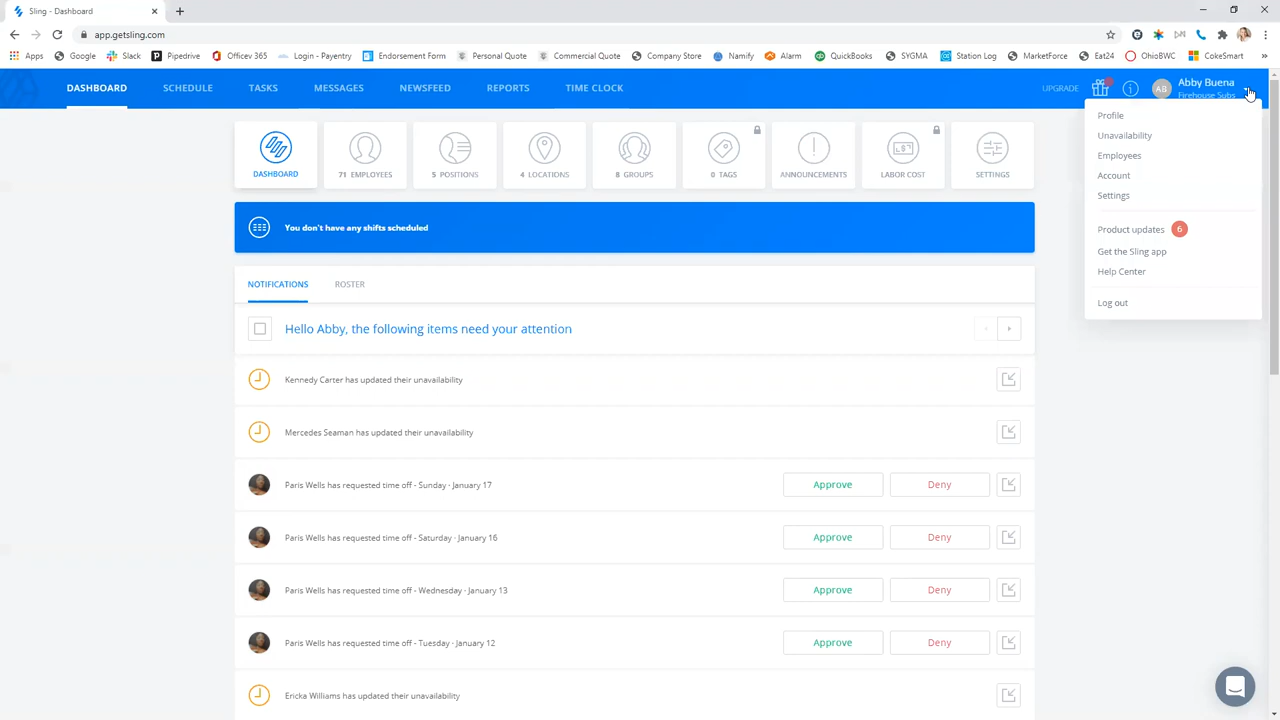 Sling - Dashboard
app.getsling.com
Apps Google Slack Pipedrive Officev 365 Login - Payentry Endorsement Form Personal Quote Commercial Quote Company Store Namify Alarm QuickBooks SYGMA Station Log MarketForce Eat24 OhioBWC CokeSmart »
DASHBOARD SCHEDULE TASKS MESSAGES NEWSFEED REPORTS TIME CLOCK UPGRADE AB Abby Buena
Firehouse Subs
Profile
Unavailability
Employees
Account
Settings
Product updates 6
Get the Sling app
Help Center
Log out
DASHBOARD 71 EMPLOYEES 5 POSITIONS 4 LOCATIONS 8 GROUPS 0 TAGS ANNOUNCEMENTS LABOR COST SETTINGS
You don't have any shifts scheduled
NOTIFICATIONS ROSTER
Hello Abby, the following items need your attention
Kennedy Carter has updated their unavailability
Mercedes Seaman has updated their unavailability
Paris Wells has requested time off - Sunday · January 17 Approve Deny
Paris Wells has requested time off - Saturday · January 16 Approve Deny
Paris Wells has requested time off - Wednesday · January 13 Approve Deny
Paris Wells has requested time off - Tuesday · January 12 Approve Deny
Ericka Williams has updated their unavailability